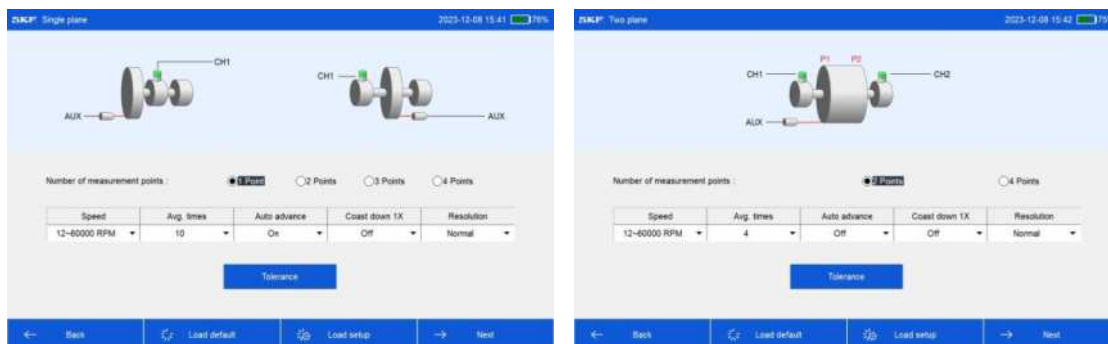 SKF Single plane 2023-12-08 15:41 76%
CH1
CH1
AUX
AUX
Number of measurement points :
1 Point 2 Points 3 Points 4 Points
Speed Avg. times Auto advance Coast down 1X Resolution
12~60000 RPM 10 On Off Normal
Tolerance
Back Load default Load setup Next
SKF Two plane 2023-12-08 15:42
P1 P2
CH1 CH2
AUX
Number of measurement points :
2 Points 4 Points
Speed Avg. times Auto advance Coast down 1X Resolution
12~60000 RPM 4 Off Off Normal
Tolerance
Back Load default Load setup Next